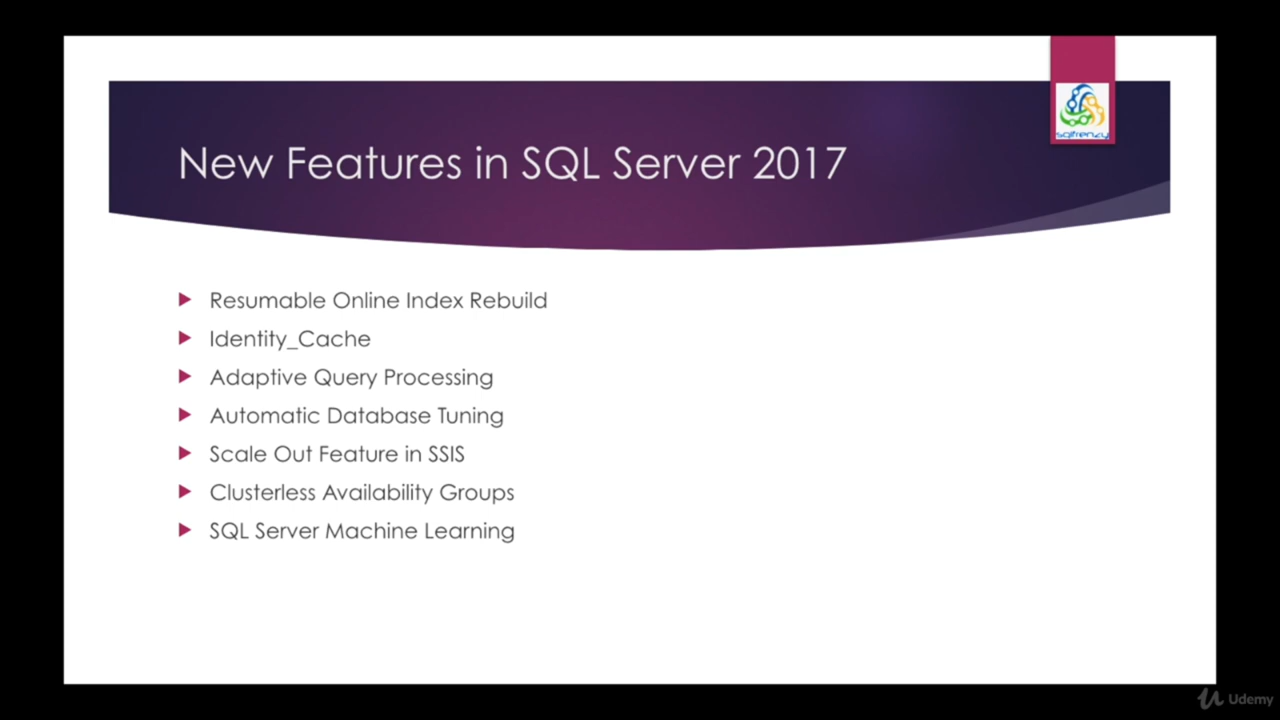 sqlfrenzy
New Features in SQL Server 2017
Resumable Online Index Rebuild
Identity_Cache
Adaptive Query Processing
Automatic Database Tuning
Scale Out Feature in SSIS
Clusterless Availability Groups
SQL Server Machine Learning
Udemy